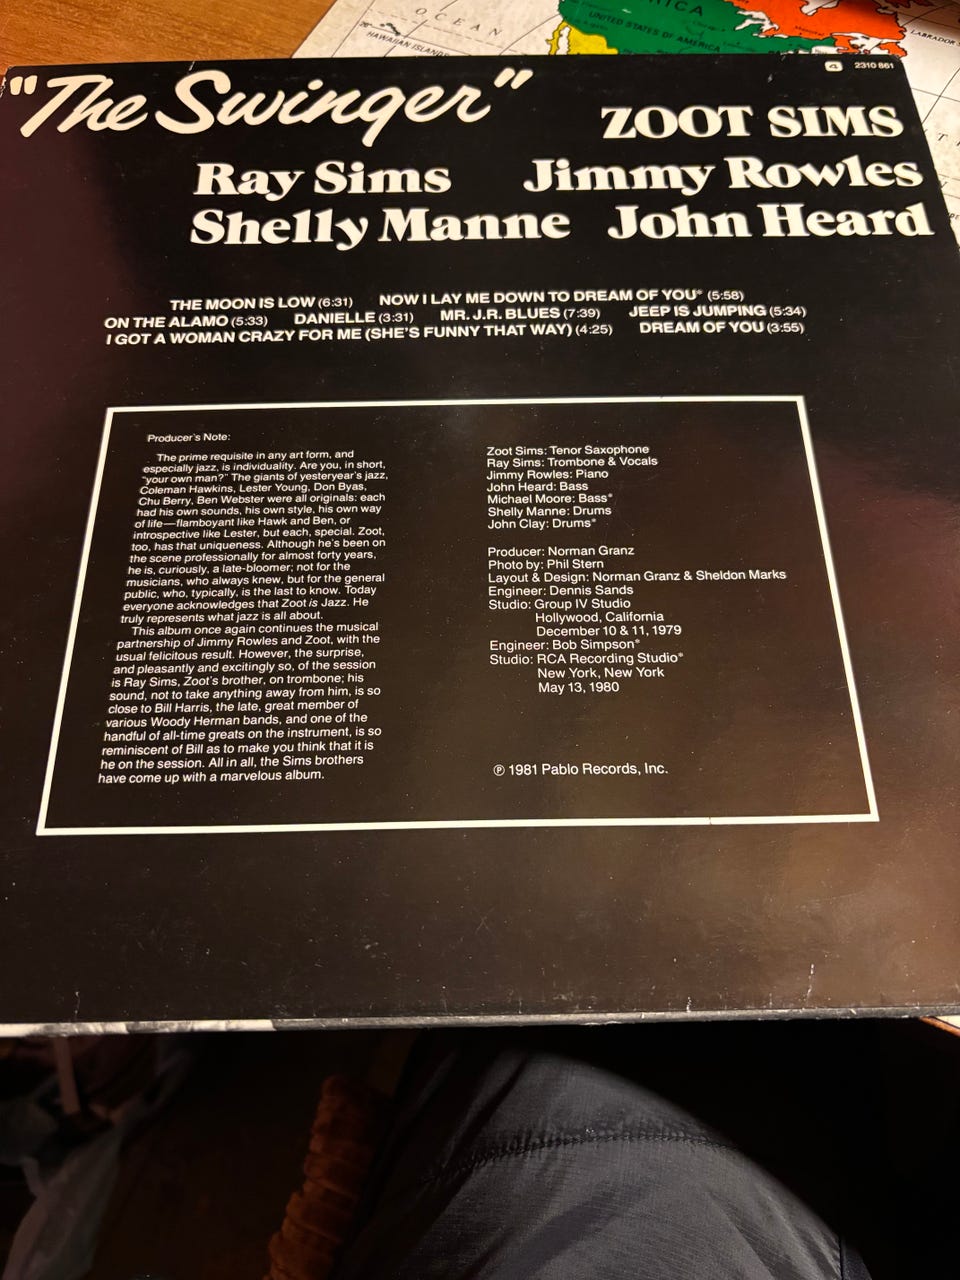 OCEAN
HAWAIIAN ISLANDS
UNITED STATES OF AMERICA
4 2310 861
"The Swinger"
ZOOT SIMS
Ray Sims Jimmy Rowles
Shelly Manne John Heard
THE MOON IS LOW (6:31) NOW I LAY ME DOWN TO DREAM OF YOU* (5:58)
ON THE ALAMO (5:33) DANIELLE (3:31) MR. J.R. BLUES (7:39) JEEP IS JUMPING (5:34)
I GOT A WOMAN CRAZY FOR ME (SHE'S FUNNY THAT WAY) (4:25) DREAM OF YOU (3:55)
Producer's Note:
The prime requisite in any art form, and
especially jazz, is individuality. Are you, in short,
"your own man?" The giants of yesteryear's jazz,
Coleman Hawkins, Lester Young, Don Byas,
Chu Berry, Ben Webster were all originals: each
had his own sounds, his own style, his own way
of life—flamboyant like Hawk and Ben, or
introspective like Lester, but each, special. Zoot,
too, has that uniqueness. Although he's been on
the scene professionally for almost forty years,
he is, curiously, a late-bloomer; not for the
musicians, who always knew, but for the general
public, who, typically, is the last to know. Today
everyone acknowledges that Zoot is Jazz. He
truly represents what jazz is all about.
This album once again continues the musical
partnership of Jimmy Rowles and Zoot, with the
usual felicitous result. However, the surprise,
and pleasantly and excitingly so, of the session
is Ray Sims, Zoot's brother, on trombone; his
sound, not to take anything away from him, is so
close to Bill Harris, the late, great member of
various Woody Herman bands, and one of the
handful of all-time greats on the instrument, is so
reminiscent of Bill as to make you think that it is
he on the session. All in all, the Sims brothers
have come up with a marvelous album.
Zoot Sims: Tenor Saxophone
Ray Sims: Trombone & Vocals
Jimmy Rowles: Piano
John Heard: Bass
Michael Moore: Bass*
Shelly Manne: Drums
John Clay: Drums*
Producer: Norman Granz
Photo by: Phil Stern
Layout & Design: Norman Granz & Sheldon Marks
Engineer: Dennis Sands
Studio: Group IV Studio
Hollywood, California
December 10 & 11, 1979
Engineer: Bob Simpson*
Studio: RCA Recording Studio*
New York, New York
May 13, 1980
℗ 1981 Pablo Records, Inc.